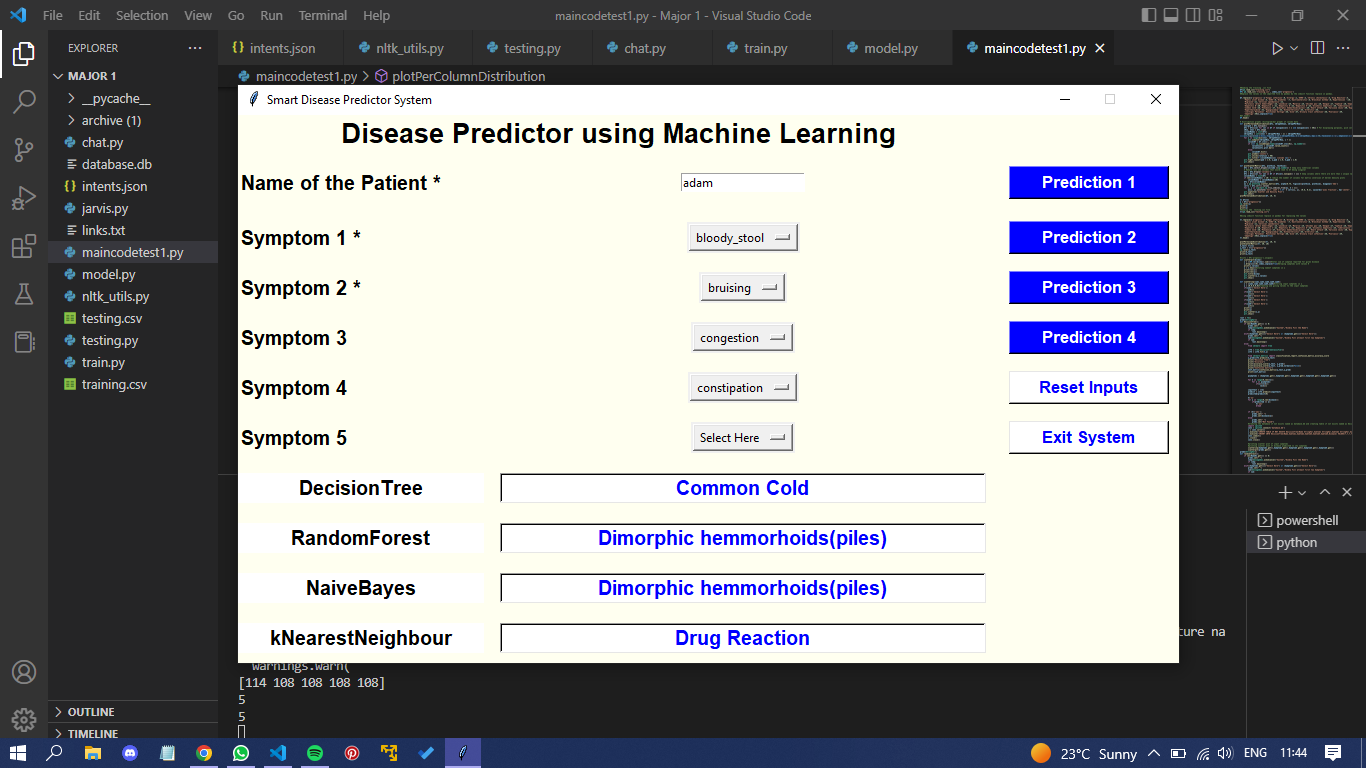 File Edit Selection View Go Run Terminal Help maincodetest1.py - Major 1 - Visual Studio Code
EXPLORER
intents.json nltk_utils.py testing.py chat.py train.py model.py maincodetest1.py
MAJOR 1
maincodetest1.py > plotPerColumnDistribution
__pycache__
archive (1)
chat.py
database.db
intents.json
jarvis.py
links.txt
maincodetest1.py
model.py
nltk_utils.py
testing.csv
testing.py
train.py
training.csv
OUTLINE
TIMELINE
Smart Disease Predictor System
Disease Predictor using Machine Learning
Name of the Patient * adam Prediction 1
Symptom 1 * bloody_stool Prediction 2
Symptom 2 * bruising Prediction 3
Symptom 3 congestion Prediction 4
Symptom 4 constipation Reset Inputs
Symptom 5 Select Here Exit System
DecisionTree Common Cold
RandomForest Dimorphic hemmorhoids(piles)
NaiveBayes Dimorphic hemmorhoids(piles)
kNearestNeighbour Drug Reaction
powershell
python
ture na
warnings.warn(
[114 108 108 108 108]
5
5
23°C Sunny ENG 11:44